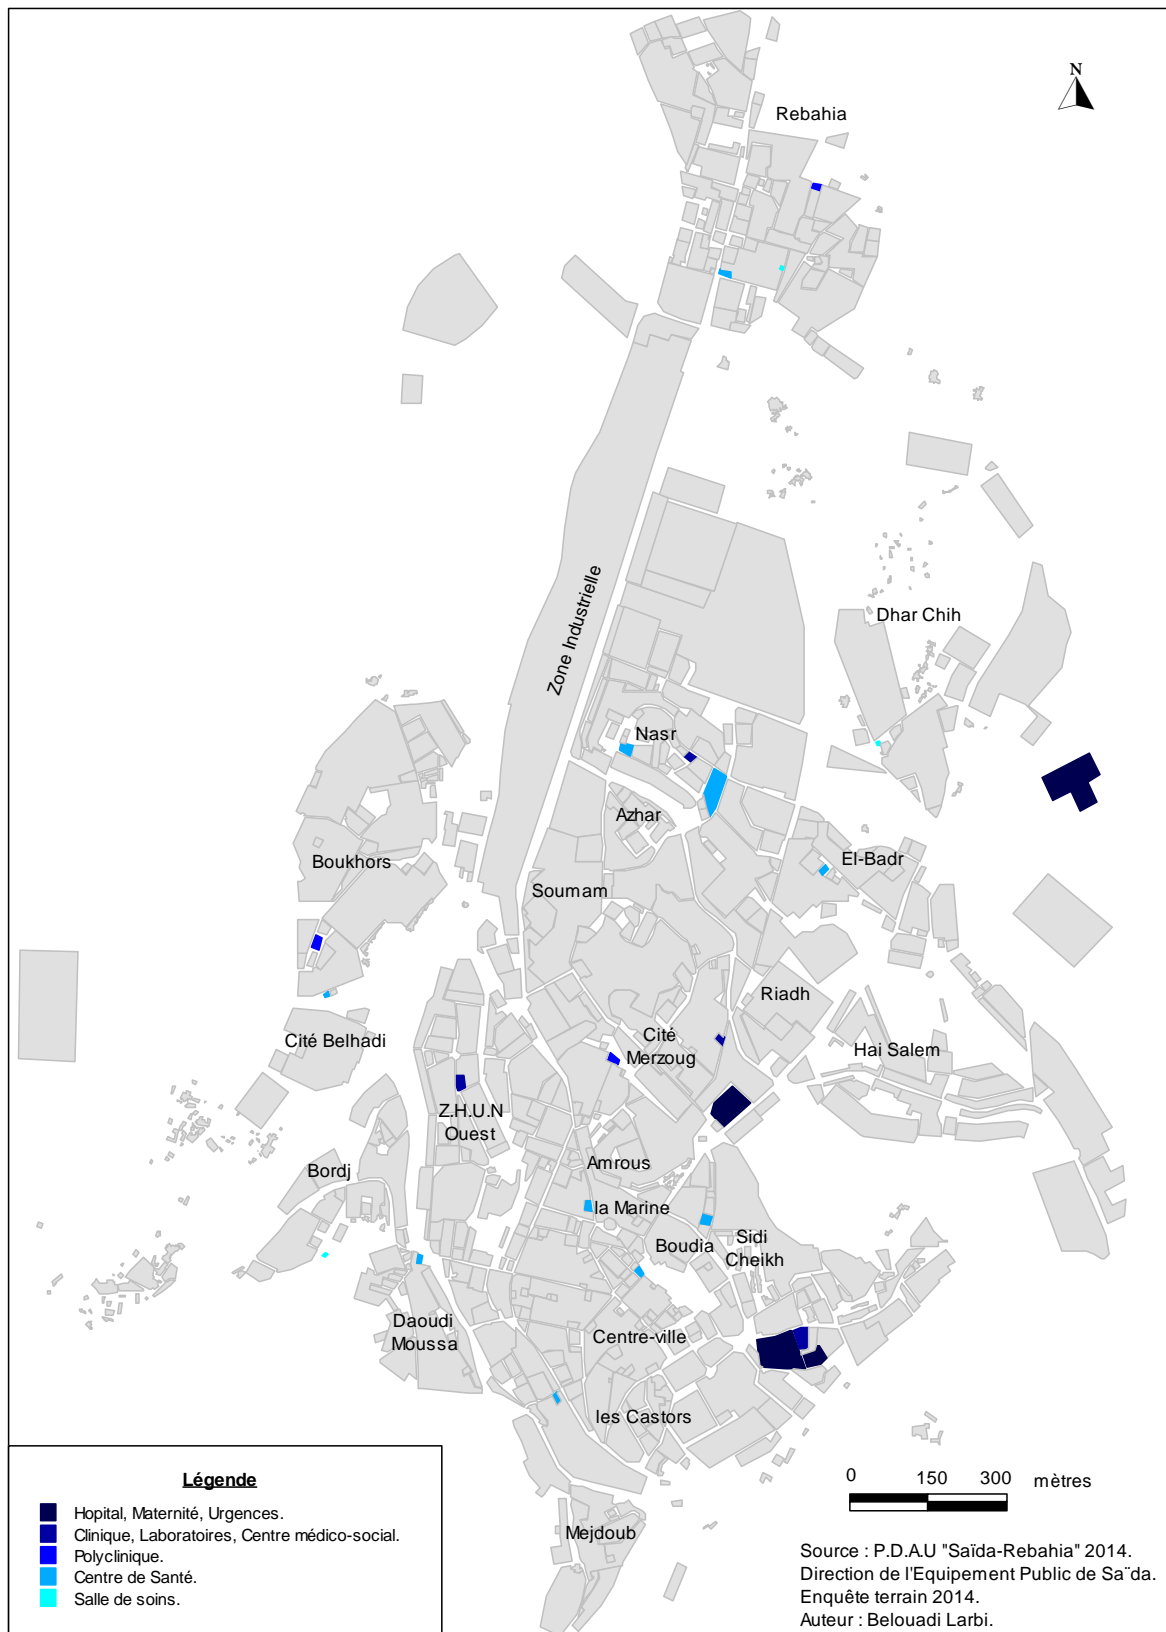 N
Rebahia
Zone Industrielle
Dhar Chih
Nasr
Azhar
Boukhors
El-Badr
Soumam
Riadh
Cité Belhadi
Cité
Merzoug
Hai Salem
Z.H.U.N
Ouest
Bordj
Amrous
la Marine
Boudia
Sidi
Cheikh
Daoudi
Moussa
Centre-ville
les Castors
Mejdoub
0 150 300 mètres
Légende
Hopital, Maternité, Urgences.
Clinique, Laboratoires, Centre médico-social.
Polyclinique.
Centre de Santé.
Salle de soins.
Source : P.D.A.U "Saïda-Rebahia" 2014.
Direction de l'Equipement Public de Sa¨da.
Enquête terrain 2014.
Auteur : Belouadi Larbi.